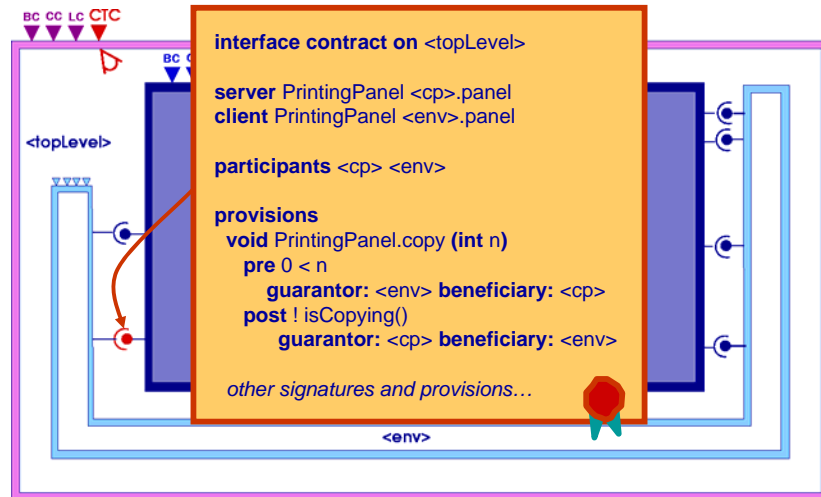 BC CC LC CTC
BC
<topLevel>
interface contract on <topLevel>
server PrintingPanel <cp>.panel
client PrintingPanel <env>.panel
participants <cp> <env>
provisions
void PrintingPanel.copy (int n)
pre 0 < n
guarantor: <env> beneficiary: <cp>
post ! isCopying()
guarantor: <cp> beneficiary: <env>
other signatures and provisions…
<env>